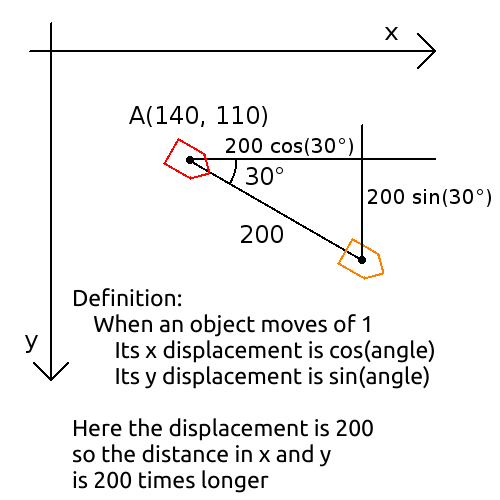 x
A(140, 110)
200 cos(30°)
30°
200 sin(30°)
200
Definition:
When an object moves of 1
Its x displacement is cos(angle)
Its y displacement is sin(angle)
y
Here the displacement is 200
so the distance in x and y
is 200 times longer